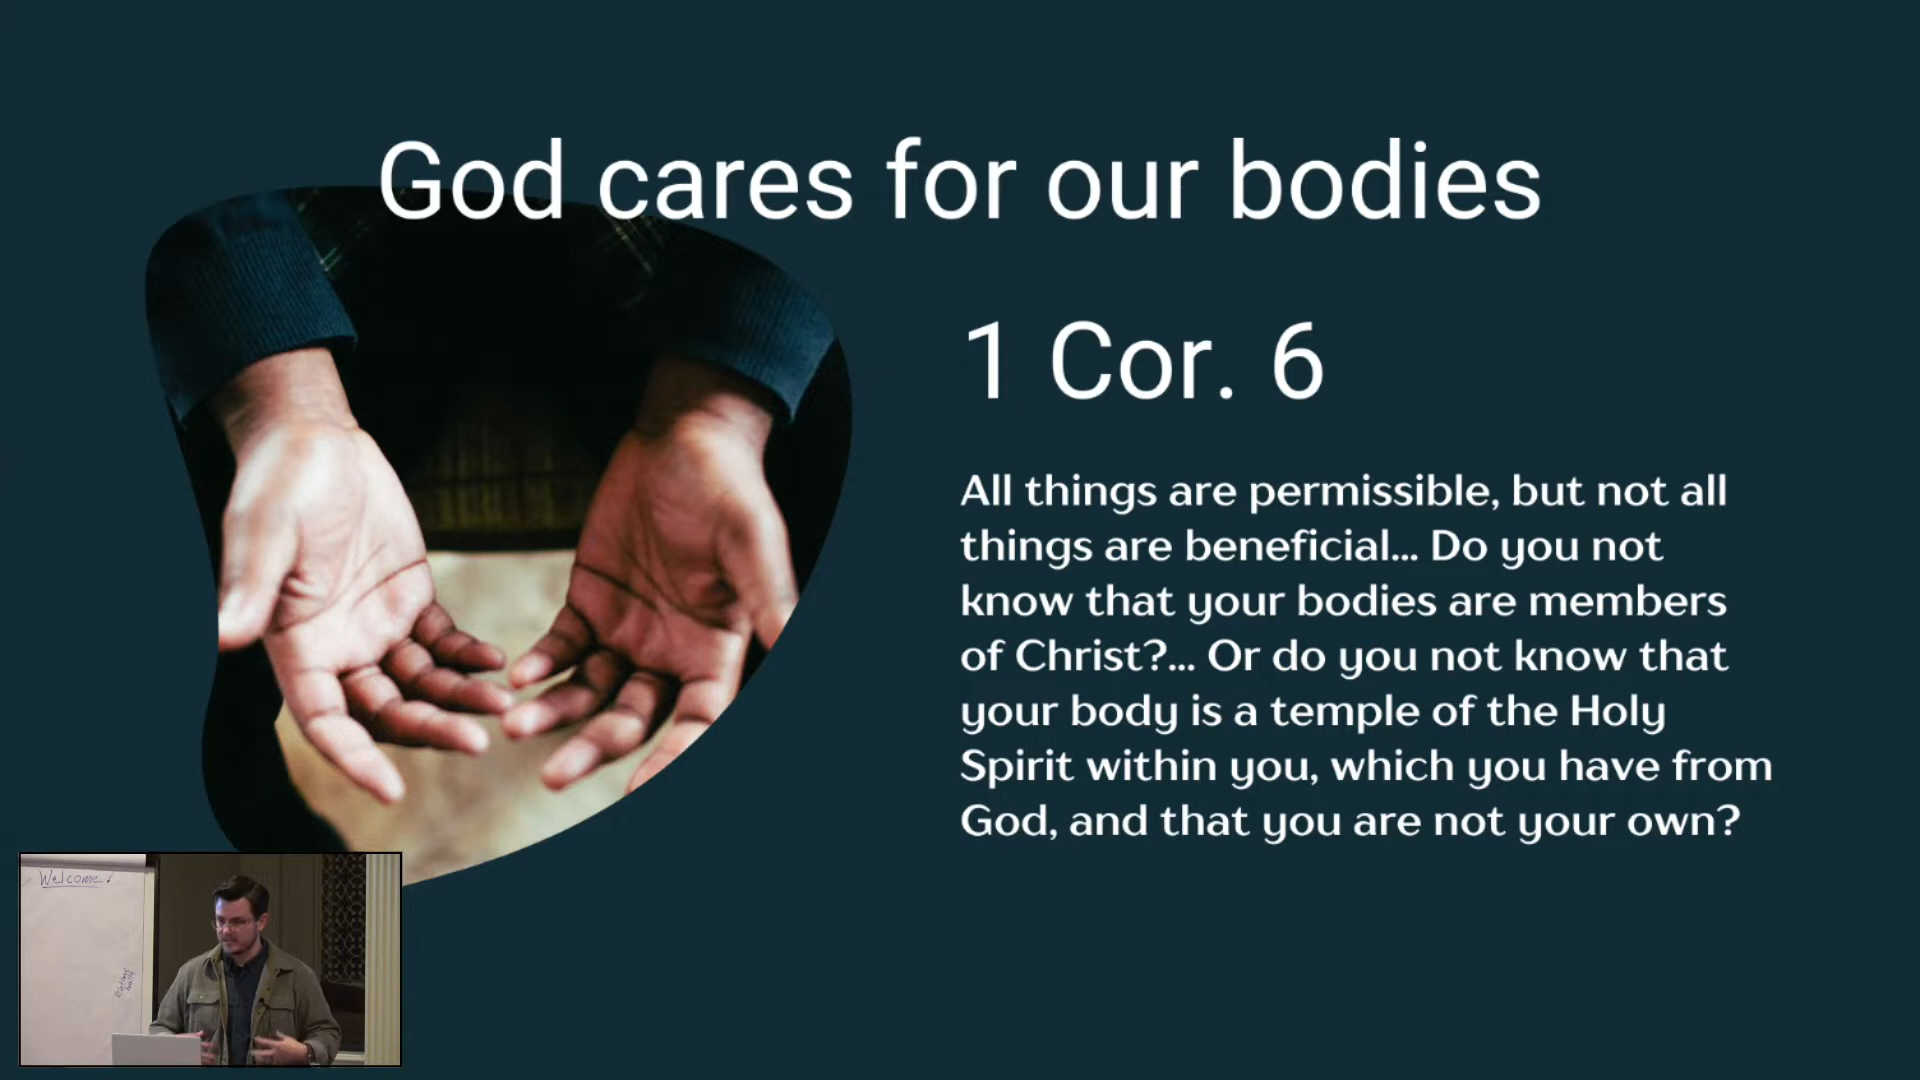 God cares for our bodies
1 Cor. 6
All things are permissible, but not all
things are beneficial... Do you not
know that your bodies are members
of Christ?... Or do you not know that
your body is a temple of the Holy
Spirit within you, which you have from
God, and that you are not your own?
Welcome!